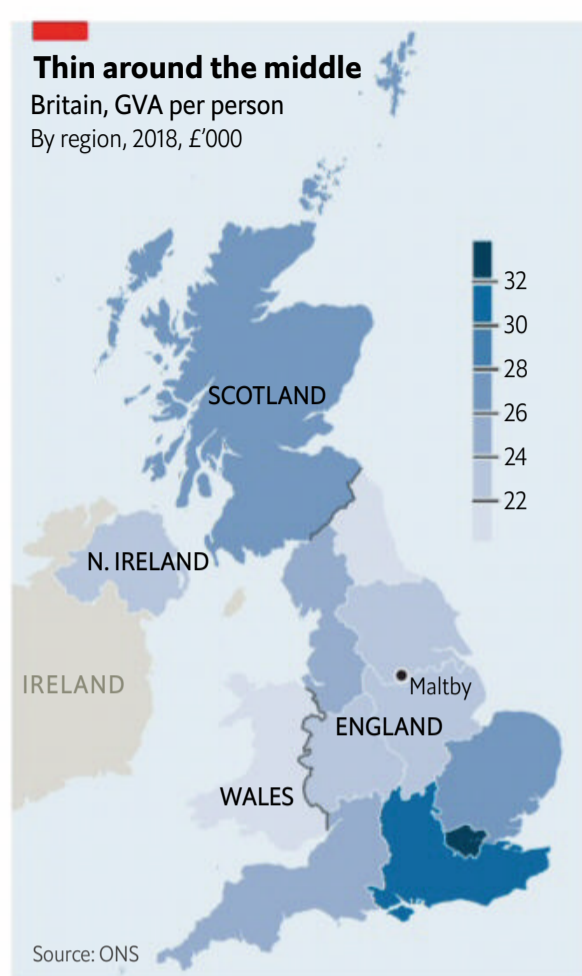 Thin around the middle
Britain, GVA per person
By region, 2018, £’000
32
30
28
26
24
22
SCOTLAND
N. IRELAND
IRELAND
Maltby
ENGLAND
WALES
Source: ONS